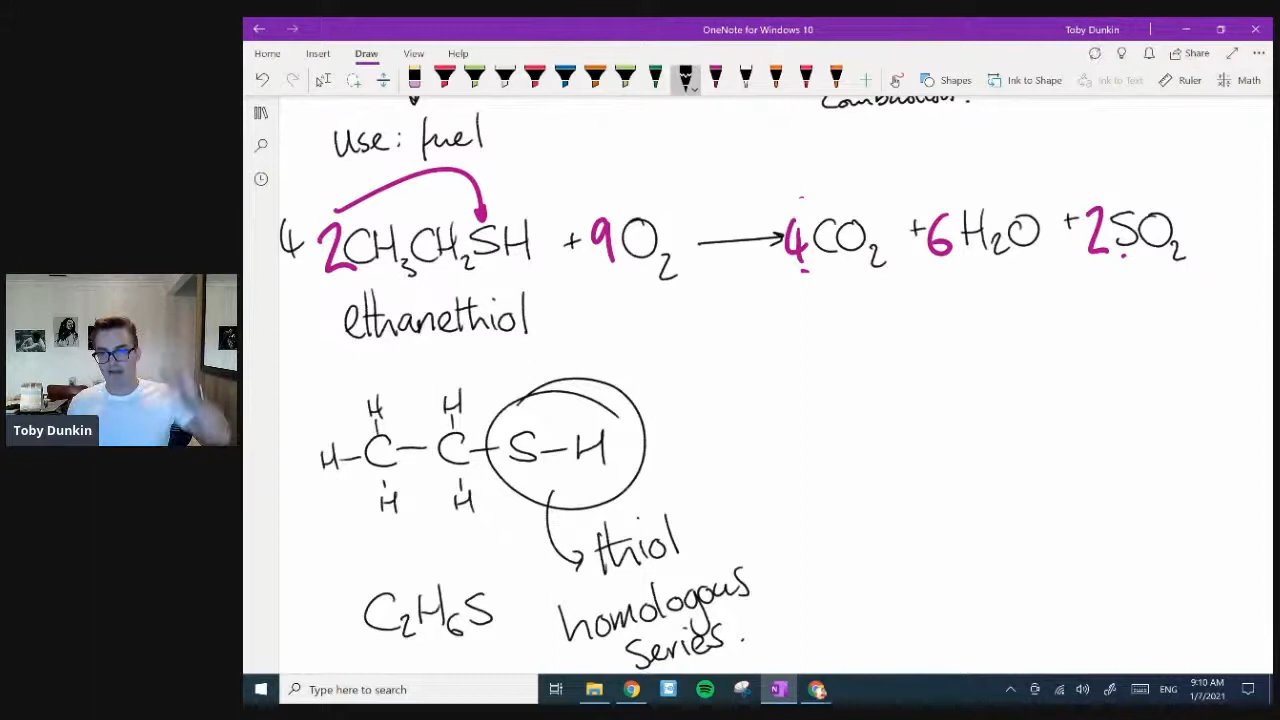 OneNote for Windows 10
Toby Dunkin
Home Insert Draw View Help
Share
Shapes Ink to Shape Ink to Text Ruler Math
combustion.
use: fuel
4 2CH₃CH₂SH + 9O₂ → 4CO₂ + 6H₂O + 2SO₂
ethanethiol
H H
H-C-C-S-H
H H
thiol
homologous
series.
C₂H₆S
Toby Dunkin
Type here to search
ENG
9:10 AM
1/7/2021